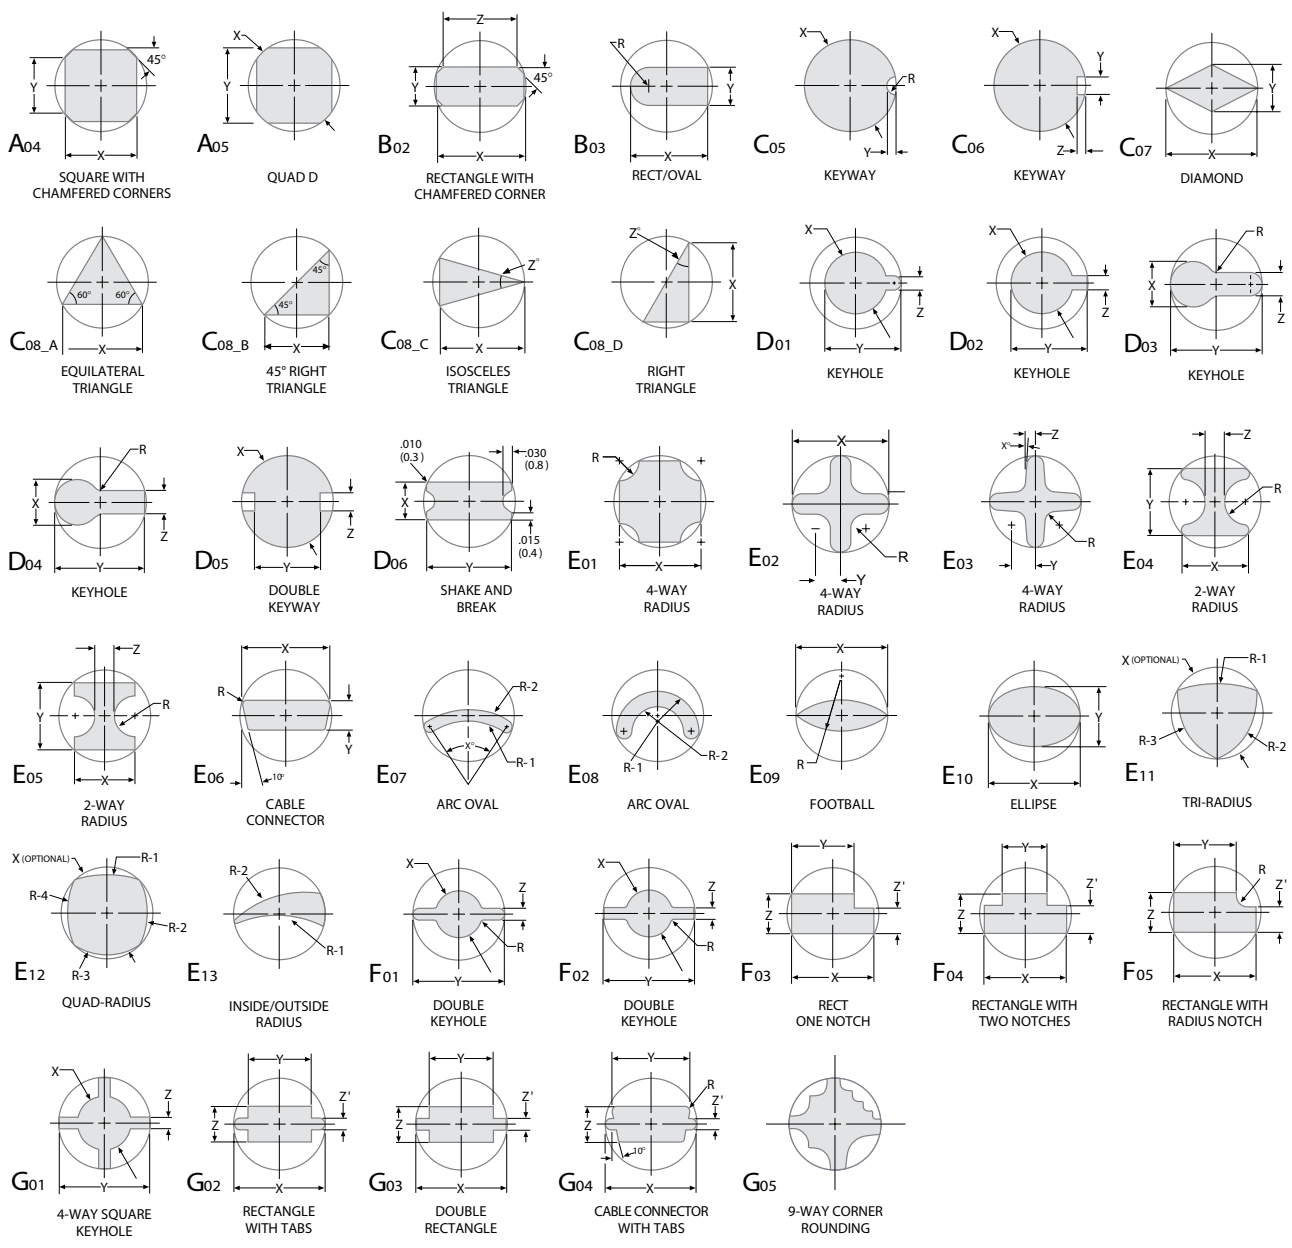 Z
X
R
X
X
45°
45°
R
Y
Y
Y
Y
Y
R
Y
Z
Y
A04
X
A05
B02
X
B03
X
C05
C06
C07
X
SQUARE WITH
CHAMFERED CORNERS
QUAD D
RECTANGLE WITH
CHAMFERED CORNER
RECT/OVAL
KEYWAY
KEYWAY
DIAMOND
60°
60°
45°
45°
Z°
Z°
X
X
X
R
Z
Z
X
Z
C08_A
X
C08_B
X
C08_C
X
C08_D
D01
Y
D02
Y
D03
Y
EQUILATERAL
TRIANGLE
45° RIGHT
TRIANGLE
ISOSCELES
TRIANGLE
RIGHT
TRIANGLE
KEYHOLE
KEYHOLE
KEYHOLE
R
X
Z
X
Z
.010
(0.3)
.030
(0.8)
X
.015
(0.4)
R
X
R
Y
X°
Z
R
Y
Z
Y
R
D04
Y
D05
Y
D06
Y
E01
X
E02
E03
E04
X
KEYHOLE
DOUBLE
KEYWAY
SHAKE AND
BREAK
4-WAY
RADIUS
4-WAY
RADIUS
4-WAY
RADIUS
2-WAY
RADIUS
Z
Y
R
X
R
Y
10°
R-2
X°
R-1
R-1
R-2
X
R
Y
X (OPTIONAL)
R-1
R-3
R-2
E05
X
E06
E07
E08
E09
E10
X
E11
2-WAY
RADIUS
CABLE
CONNECTOR
ARC OVAL
ARC OVAL
FOOTBALL
ELLIPSE
TRI-RADIUS
X (OPTIONAL)
R-1
R-4
R-2
R-3
R-2
R-1
X
Z
R
X
Z
R
Y
Z'
Z
Y
Z'
Z
Y
R
Z'
Z
E12
E13
F01
Y
F02
Y
F03
X
F04
X
F05
X
QUAD-RADIUS
INSIDE/OUTSIDE
RADIUS
DOUBLE
KEYHOLE
DOUBLE
KEYHOLE
RECT
ONE NOTCH
RECTANGLE WITH
TWO NOTCHES
RECTANGLE WITH
RADIUS NOTCH
X
Z
Y
Z'
Z
Y
Z'
Z
Y
R
Z'
Z
10°
G01
Y
G02
X
G03
X
G04
X
G05
4-WAY SQUARE
KEYHOLE
RECTANGLE
WITH TABS
DOUBLE
RECTANGLE
CABLE CONNECTOR
WITH TABS
9-WAY CORNER
ROUNDING